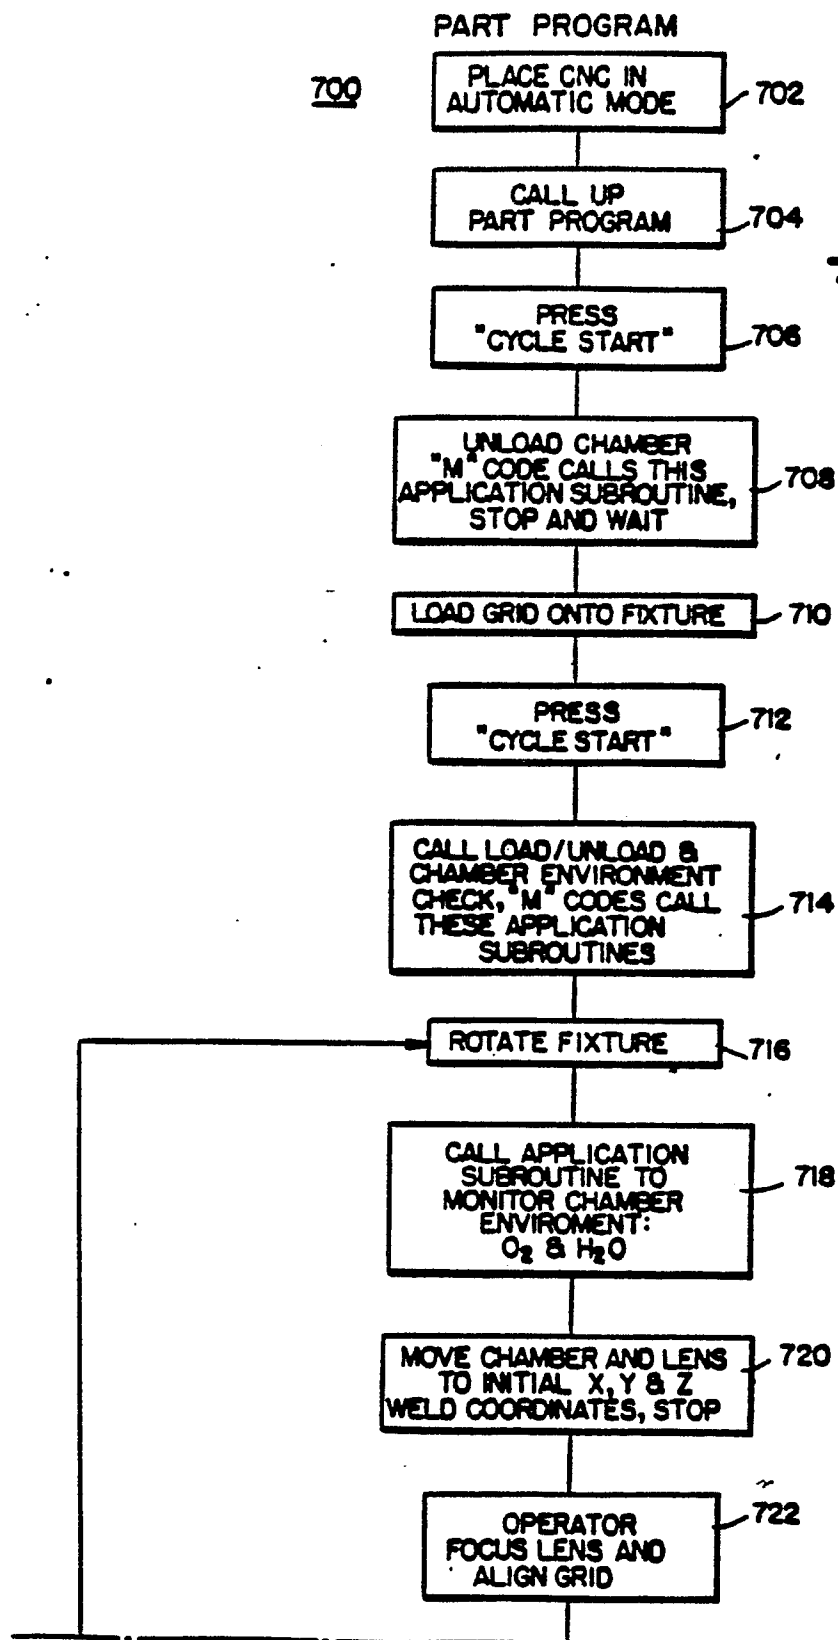 PART PROGRAM
700
PLACE CNC IN
AUTOMATIC MODE
702
CALL UP
PART PROGRAM
704
PRESS
"CYCLE START"
706
UNLOAD CHAMBER
"M" CODE CALLS THIS
APPLICATION SUBROUTINE,
STOP AND WAIT
708
LOAD GRID ONTO FIXTURE
710
PRESS
"CYCLE START"
712
CALL LOAD/UNLOAD &
CHAMBER ENVIRONMENT
CHECK, "M" CODES CALL
THESE APPLICATION
SUBROUTINES
714
ROTATE FIXTURE
716
CALL APPLICATION
SUBROUTINE TO
MONITOR CHAMBER
ENVIROMENT:
O₂ & H₂O
718
MOVE CHAMBER AND LENS
TO INITIAL X, Y & Z
WELD COORDINATES, STOP
720
OPERATOR
FOCUS LENS AND
ALIGN GRID
722